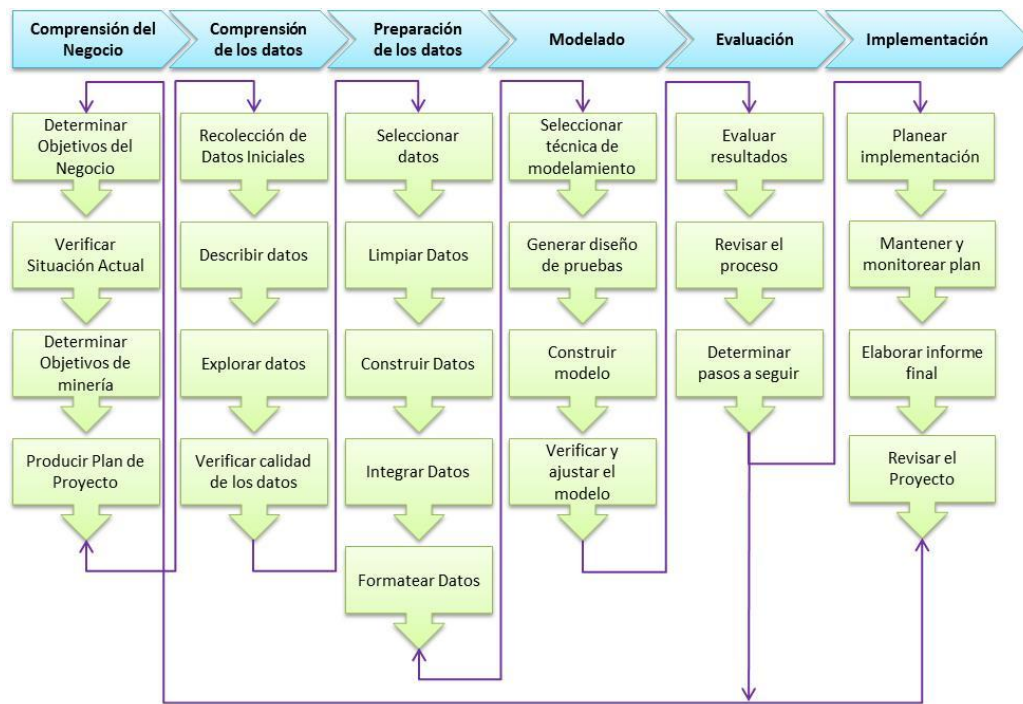 Comprensión del
Negocio
Comprensión
de los datos
Preparación
de los datos
Modelado
Evaluación
Implementación
Determinar
Objetivos del
Negocio
Verificar
Situación Actual
Determinar
Objetivos de
minería
Producir Plan de
Proyecto
Recolección de
Datos Iniciales
Describir datos
Explorar datos
Verificar calidad
de los datos
Seleccionar
datos
Limpiar Datos
Construir Datos
Integrar Datos
Formatear Datos
Seleccionar
técnica de
modelamiento
Generar diseño
de pruebas
Construir
modelo
Verificar y
ajustar el
modelo
Evaluar
resultados
Revisar el
proceso
Determinar
pasos a seguir
Planear
implementación
Mantener y
monitorear plan
Elaborar informe
final
Revisar el
Proyecto